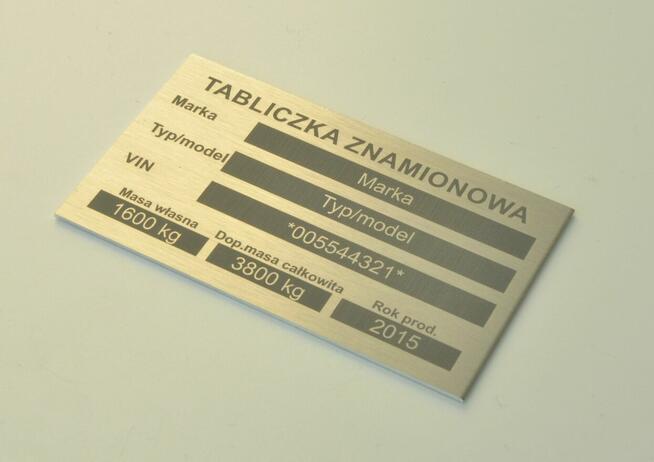 TABLICZKA ZNAMIONOWA
Marka Marka
Typ/model Typ/model
VIN *005544321*
Masa własna Dop.masa całkowita Rok prod.
1600 kg 3800 kg 2015